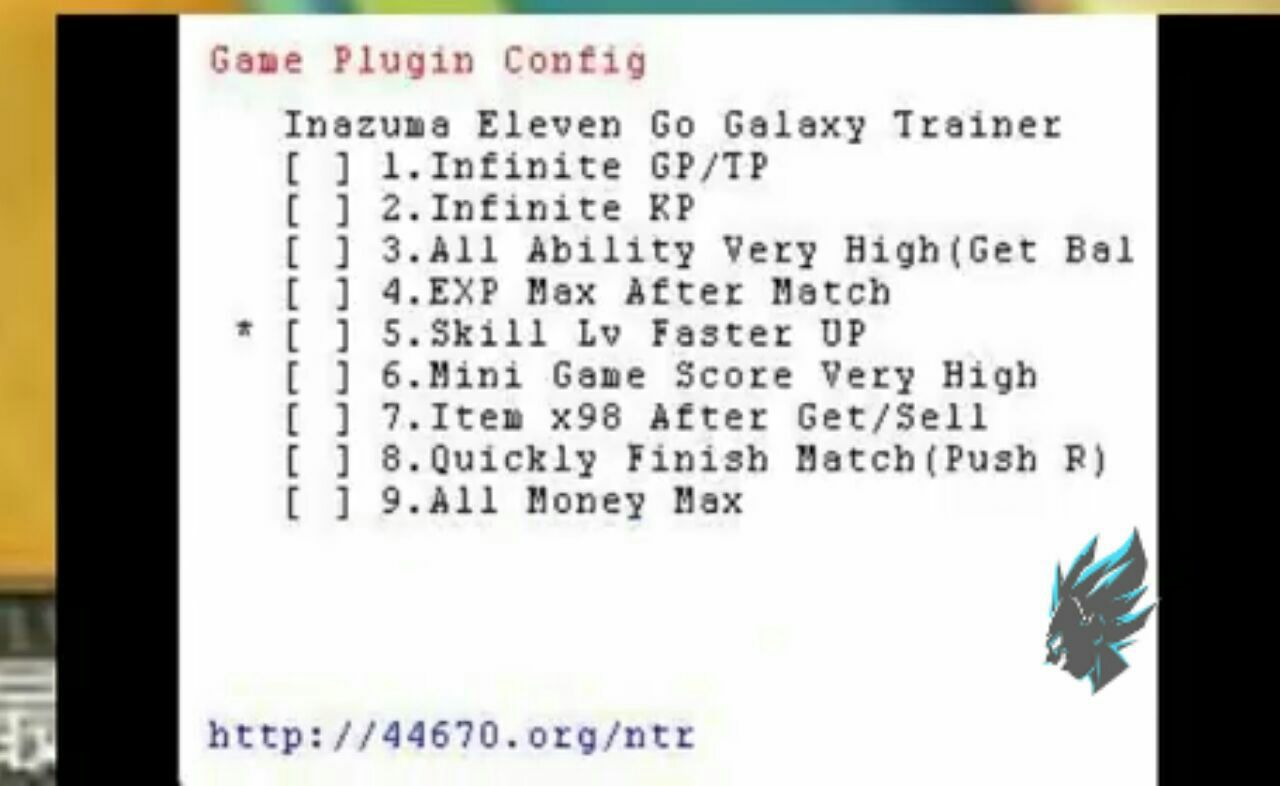 Game Plugin Config
Inazuma Eleven Go Galaxy Trainer
[ ] 1.Infinite GP/TP
[ ] 2.Infinite KP
[ ] 3.All Ability Very High(Get Bal
[ ] 4.EXP Max After Match
* [ ] 5.Skill Lv Faster UP
[ ] 6.Mini Game Score Very High
[ ] 7.Item x98 After Get/Sell
[ ] 8.Quickly Finish Match(Push R)
[ ] 9.All Money Max
http://44670.org/ntr